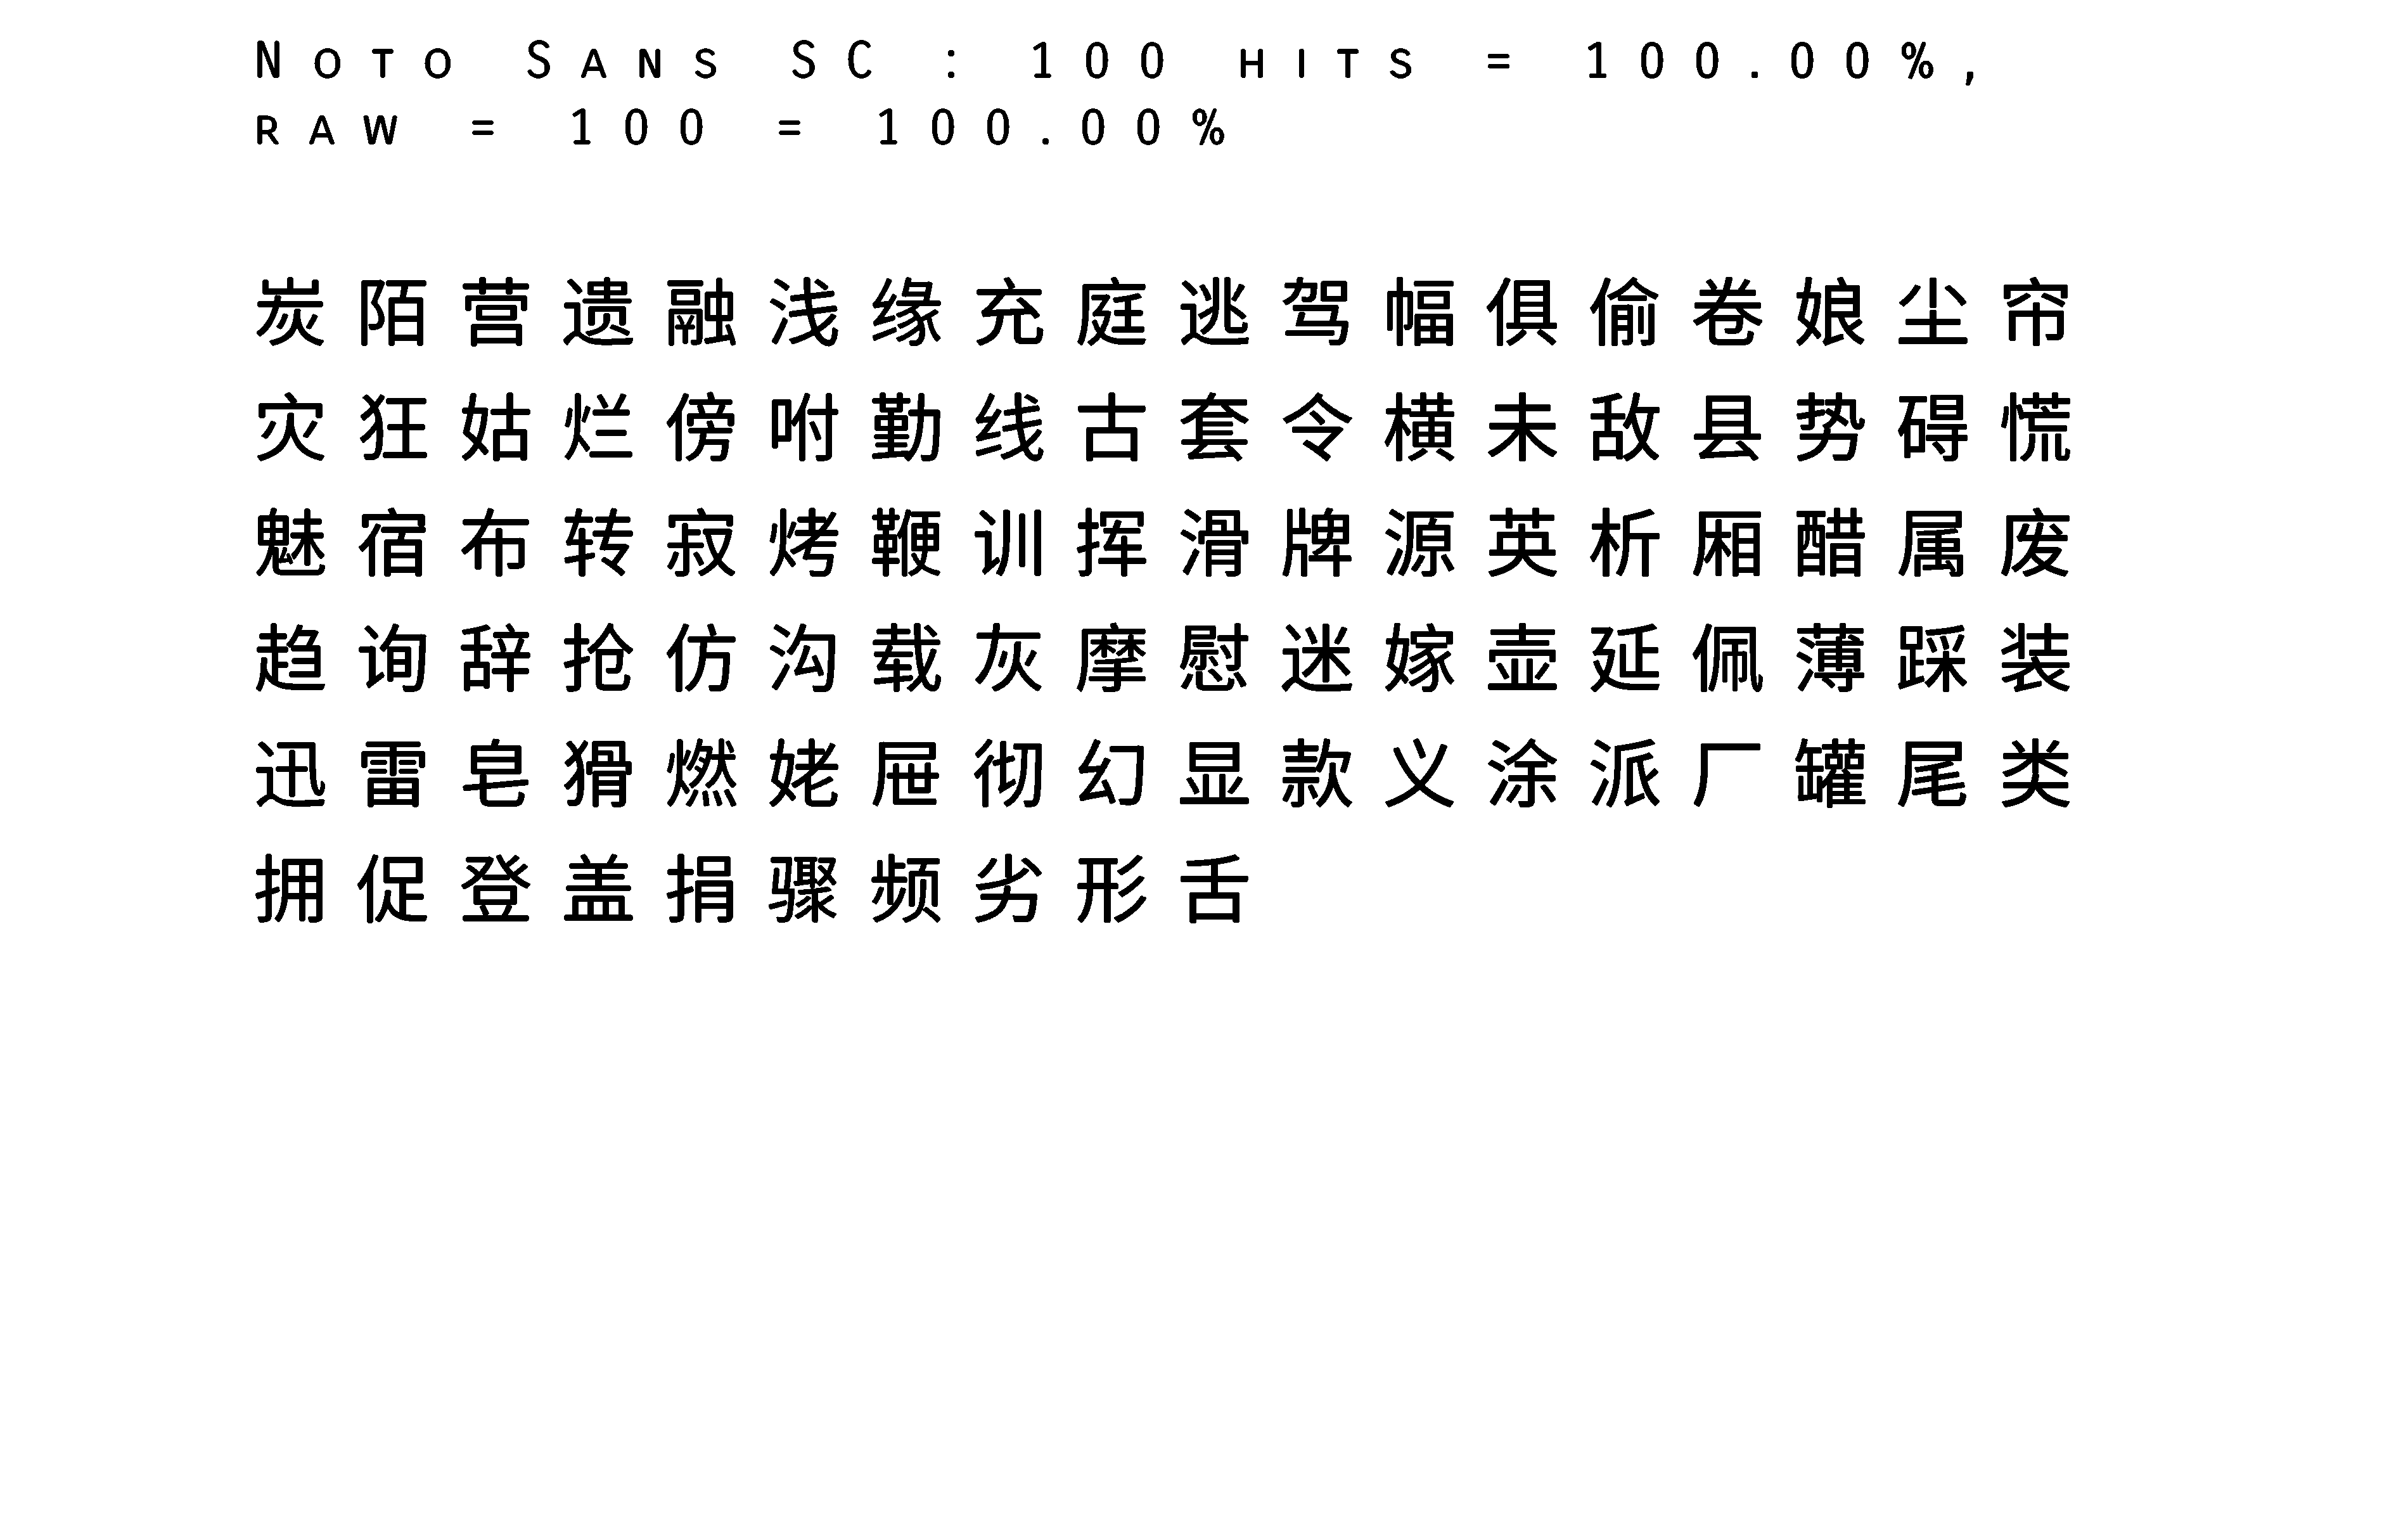 Noto Sans SC : 100 hits = 100.00%,
raw = 100 = 100.00%
炭陌营遗融浅缘充庭逃驾幅俱偷卷娘尘帘
灾狂姑烂傍咐勤线古套令横未敌县势碍慌
魅宿布转寂烤鞭训挥滑牌源英析厢醋属废
趋询辞抢仿沟载灰摩慰迷嫁壶延佩薄踩装
迅雷皂猾燃姥屉彻幻显款义涂派厂罐尾类
拥促登盖捐骤频劣形舌